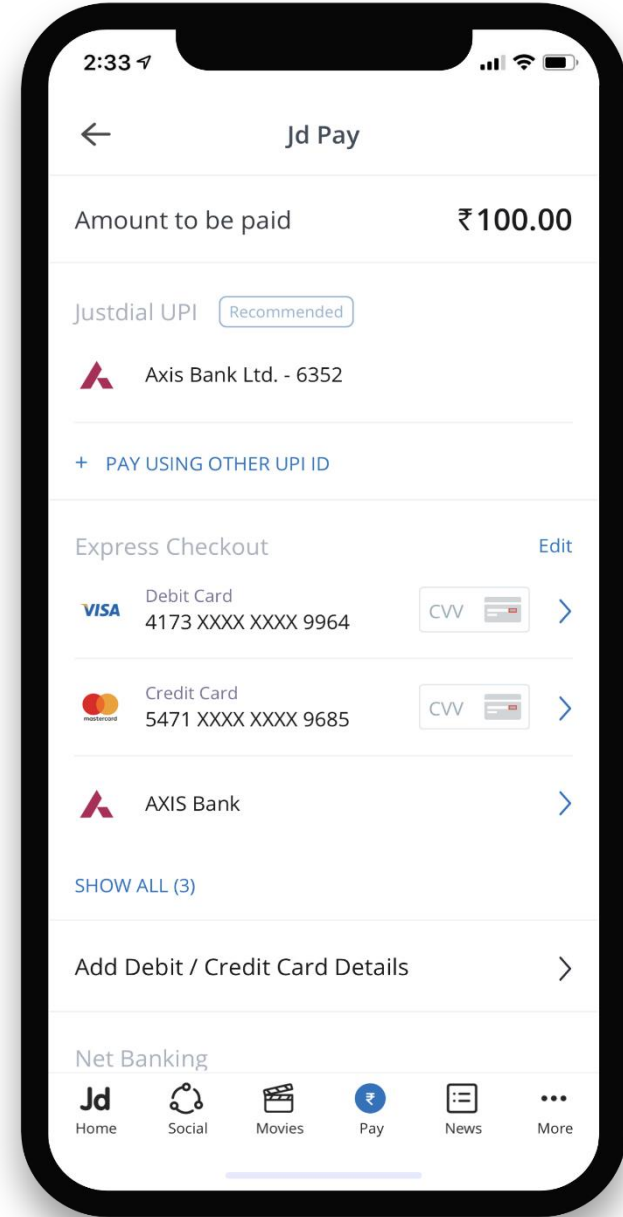 2:33
Jd Pay
Amount to be paid ₹100.00
Justdial UPI Recommended
Axis Bank Ltd. - 6352
+ PAY USING OTHER UPI ID
Express Checkout Edit
VISA
Debit Card
4173 XXXX XXXX 9964 CVV
mastercard
Credit Card
5471 XXXX XXXX 9685 CVV
AXIS Bank
SHOW ALL (3)
Add Debit / Credit Card Details
Net Banking
Jd ₹
Home Social Movies Pay News More